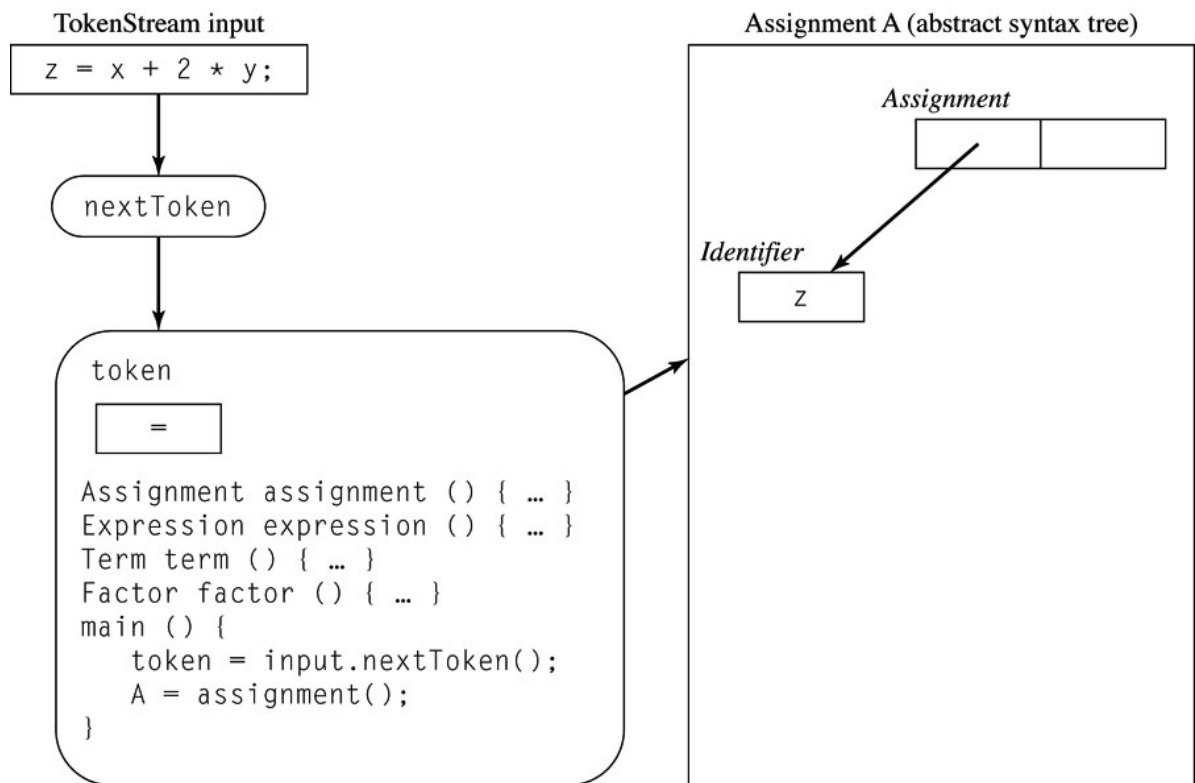 TokenStream input
z = x + 2 * y;
nextToken
token
=
Assignment assignment () { … }
Expression expression () { … }
Term term () { … }
Factor factor () { … }
main () {
token = input.nextToken();
A = assignment();
}
Assignment A (abstract syntax tree)
Assignment
Identifier
z